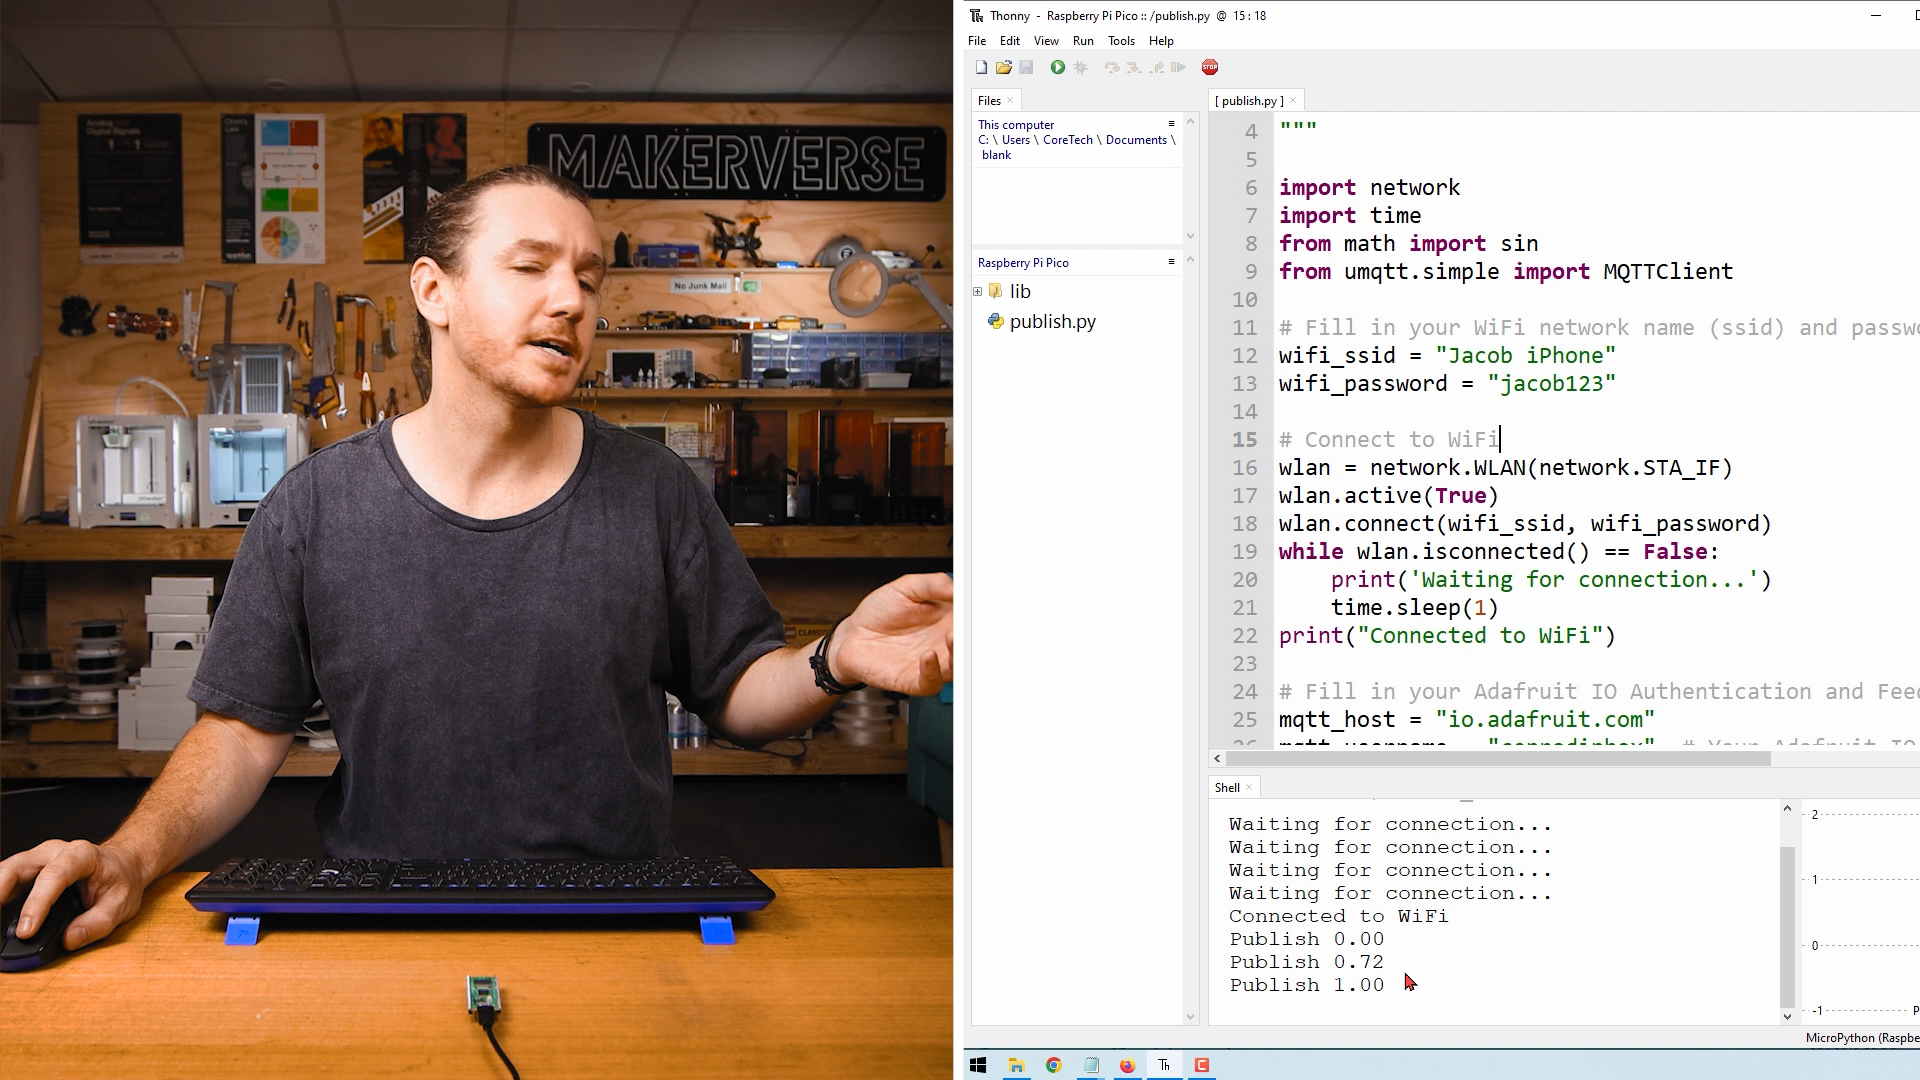 MAKERVERSE
No Junk Mail
Thonny - Raspberry Pi Pico :: /publish.py @ 15 : 18
File Edit View Run Tools Help
STOP
Files
[ publish.py ]
This computer
C: \ Users \ CoreTech \ Documents \
blank
Raspberry Pi Pico
lib
publish.py
4 """
5
6 import network
7 import time
8 from math import sin
9 from umqtt.simple import MQTTClient
10
11 # Fill in your WiFi network name (ssid) and passwo
12 wifi_ssid = "Jacob iPhone"
13 wifi_password = "jacob123"
14
15 # Connect to WiFi
16 wlan = network.WLAN(network.STA_IF)
17 wlan.active(True)
18 wlan.connect(wifi_ssid, wifi_password)
19 while wlan.isconnected() == False:
20 print('Waiting for connection...')
21 time.sleep(1)
22 print("Connected to WiFi")
23
24 # Fill in your Adafruit IO Authentication and Feed
25 mqtt_host = "io.adafruit.com"
Shell
Waiting for connection...
Waiting for connection...
Waiting for connection...
Waiting for connection...
Connected to WiFi
Publish 0.00
Publish 0.72
Publish 1.00
2
1
0
-1
P
MicroPython (Raspbe
Th